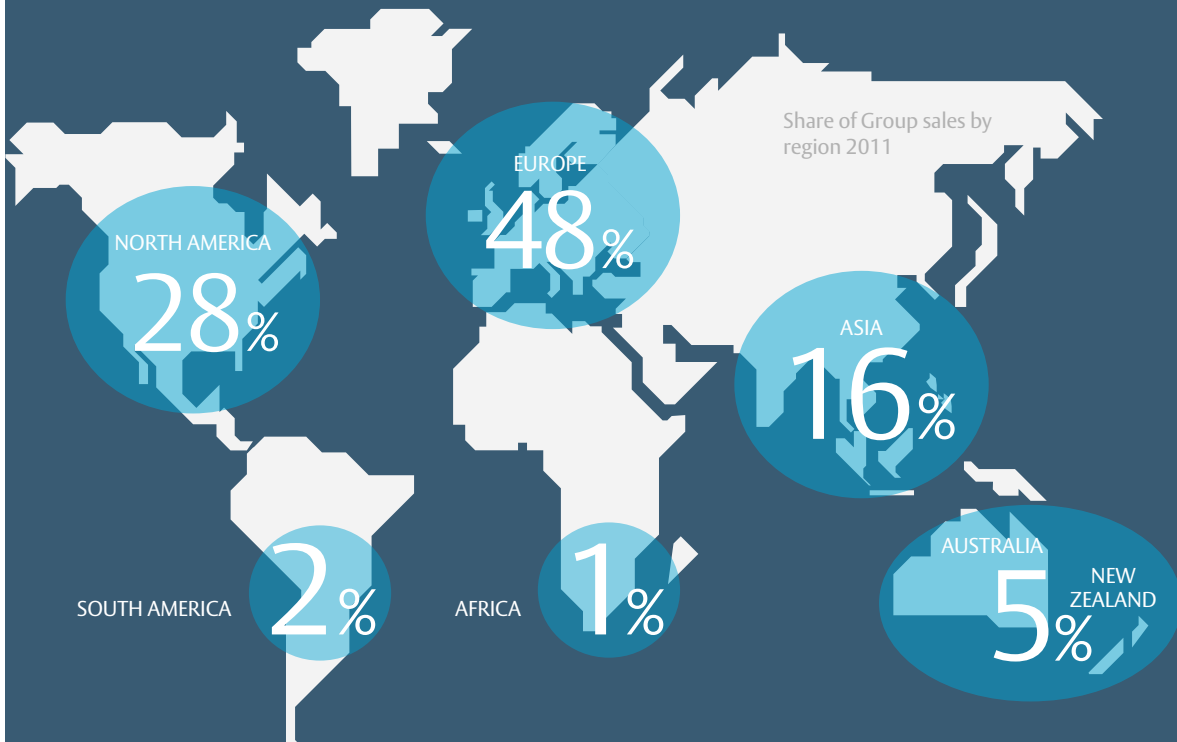 Share of Group sales by
region 2011
EUROPE
48%
NORTH AMERICA
28%
ASIA
16%
SOUTH AMERICA
2%
AFRICA
1%
AUSTRALIA
NEW
ZEALAND
5%